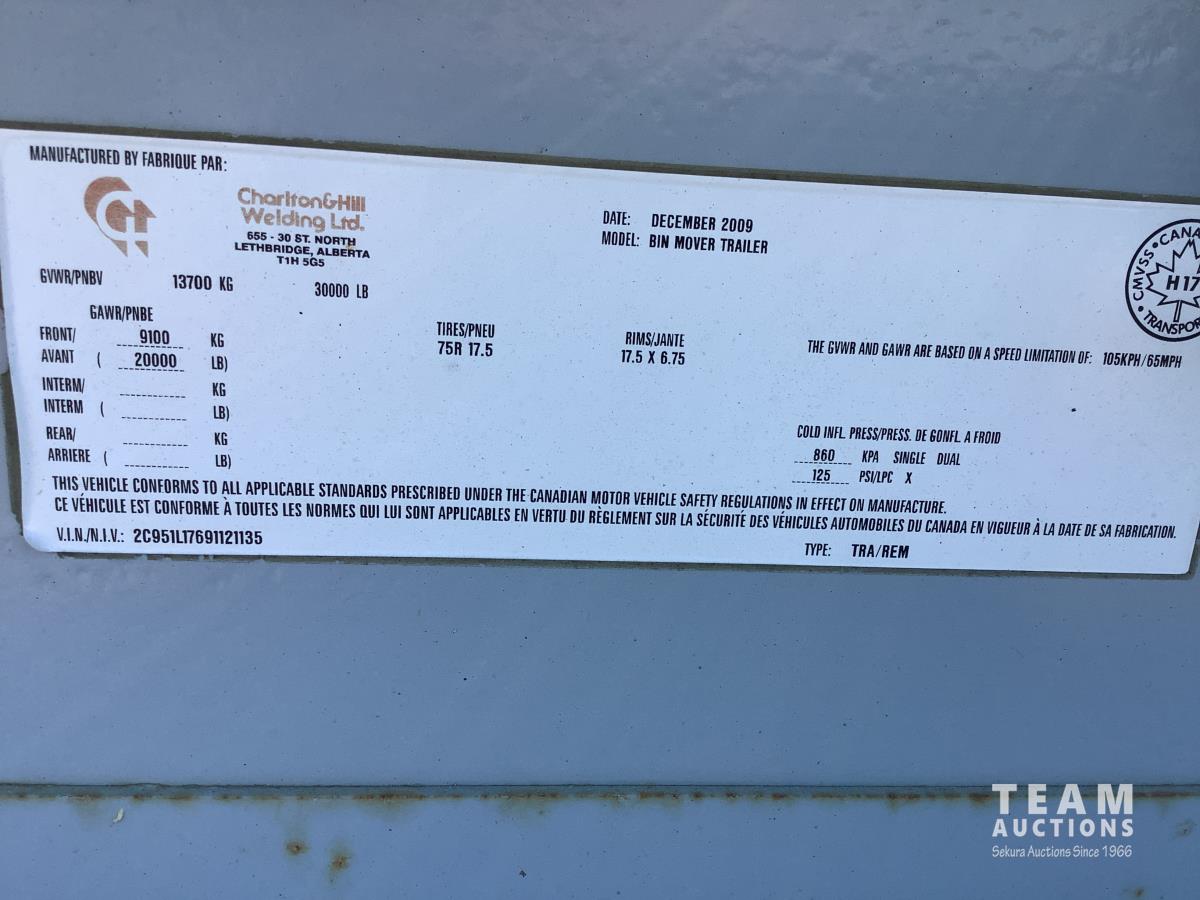 MANUFACTURED BY FABRIQUE PAR:
Charlton&Hill
Welding Ltd.
655 - 30 ST. NORTH
LETHBRIDGE, ALBERTA
T1H 5G5
DATE: DECEMBER 2009
MODEL: BIN MOVER TRAILER
CMVSS • CANA
H17
• TRANSPOR
GVWR/PNBV 13700 KG 30000 LB
GAWR/PNBE
FRONT/ 9100 KG
AVANT ( 20000 LB)
INTERM/ KG
INTERM ( LB)
REAR/ KG
ARRIERE ( LB)
TIRES/PNEU
75R 17.5
RIMS/JANTE
17.5 X 6.75
THE GVWR AND GAWR ARE BASED ON A SPEED LIMITATION OF: 105KPH/65MPH
COLD INFL. PRESS/PRESS. DE GONFL. A FROID
860 KPA SINGLE DUAL
125 PSI/LPC X
THIS VEHICLE CONFORMS TO ALL APPLICABLE STANDARDS PRESCRIBED UNDER THE CANADIAN MOTOR VEHICLE SAFETY REGULATIONS IN EFFECT ON MANUFACTURE.
CE VÉHICULE EST CONFORME À TOUTES LES NORMES QUI LUI SONT APPLICABLES EN VERTU DU RÈGLEMENT SUR LA SÉCURITÉ DES VÉHICULES AUTOMOBILES DU CANADA EN VIGUEUR À LA DATE DE SA FABRICATION.
V.I.N./N.I.V.: 2C951L17691121135
TYPE: TRA/REM
TEAM
AUCTIONS
Sekura Auctions Since 1966